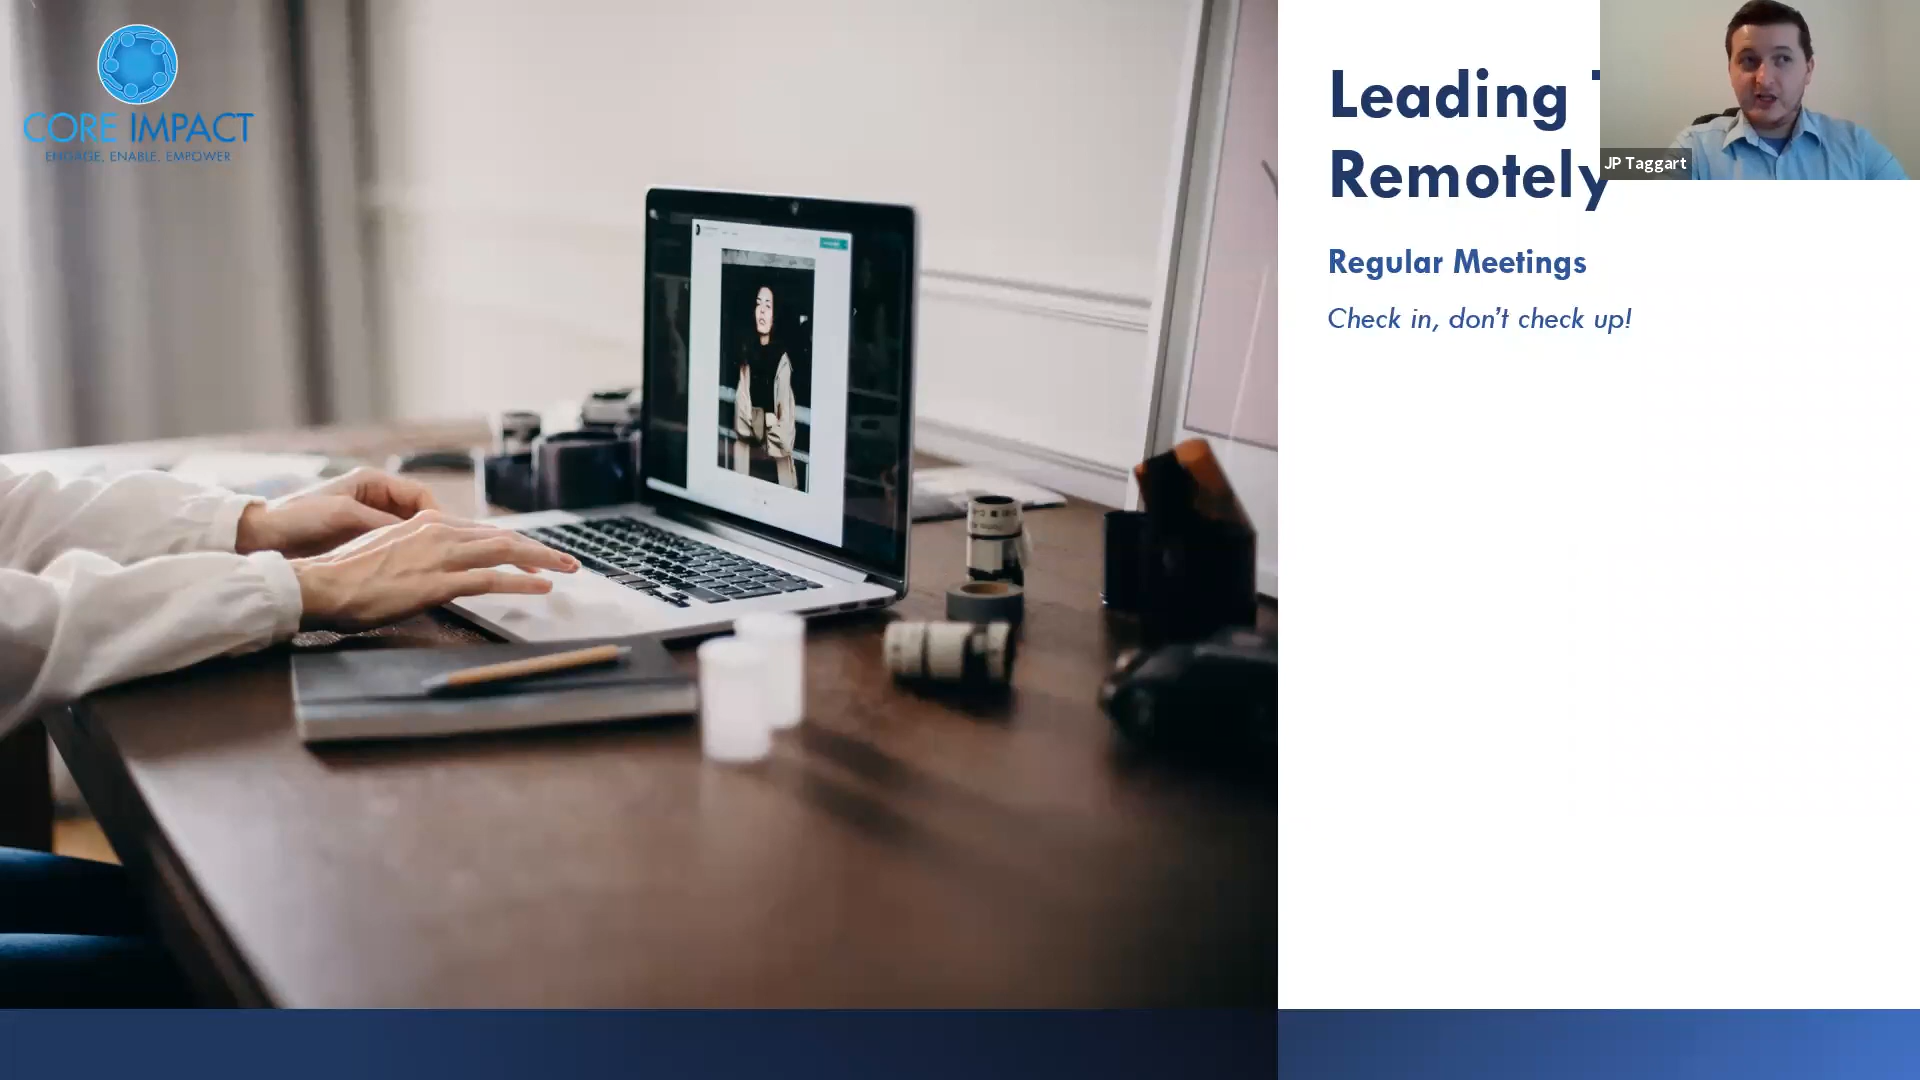 CORE IMPACT
ENGAGE, ENABLE, EMPOWER
Leading
Remotely
JP Taggart
Regular Meetings
Check in, don't check up!